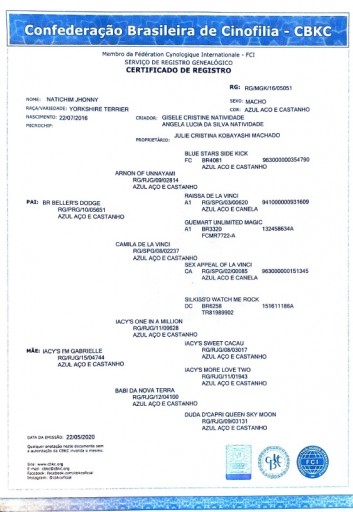 Confederação Brasileira de Cinofilia - CBKC
Membro da Fédération Cynologique Internationale - FCI
SERVIÇO DE REGISTRO GENEALÓGICO
CERTIFICADO DE REGISTRO
RG: RG/MGK/16/05051
NOME: NATICHIM JHONNY
SEXO: MACHO
RAÇA/VARIEDADE: YORKSHIRE TERRIER
COR: AZUL AÇO E CASTANHO
NASCIMENTO: 22/07/2016
CRIADOR: GISELE CRISTINE NATIVIDADE
ANGELA LUCIA DA SILVA NATIVIDADE
MICROCHIP:
PROPRIETÁRIO: JULIE CRISTINA KOBAYASHI MACHADO
BLUE STARS SIDE KICK
FC BR4081 963000000354790
AZUL ACO E CASTANHO
ARNON OF UNNAYAMI
RG/RJG/09/02814
AZUL AÇO E CASTANHO
RAISSA DE LA VINCI
A1 RG/SPG/03/00620 941000000931609
AZUL ACO E CANELA
PAI: BR BELLER'S DODGE
RG/PRG/10/05651
AZUL AÇO E CASTANHO
GUEMART UNLIMITED MAGIC
A1 BR3320 132458634A
FCMR7722-A
CAMILA DE LA VINCI
RG/SPG/08/02237
AZUL AÇO E CASTANHO
SEX APPEAL OF LA VINCI
CA RG/SPG/02/00085 963000000151345
AZUL ACO E CANELA
SILKISS'D WATCH ME ROCK
DC BR6258 151611186A
TR81989902
IACY'S ONE IN A MILLION
RG/RJG/11/09628
AZUL AÇO E CASTANHO
IACY'S SWEET CACAU
RG/RJG/08/03017
AZUL AÇO E CASTANHO
MÃE: IACY'S I'M GABRIELLE
RG/RJG/15/04744
AZUL AÇO E CASTANHO
IACY'S MORE LOVE TWO
RG/RJG/11/01943
AZUL AÇO E CASTANHO
BABI DA NOVA TERRA
RG/RJG/12/04100
AZUL AÇO E CASTANHO
DUDA D'CAPRI QUEEN SKY MOON
RG/RJG/09/03131
AZUL AÇO E CASTANHO
DATA DA EMISSÃO: 22/05/2020
Qualquer anotação neste documento sem
a autorização da CBKC invalida o mesmo.
Site: www.cbkc.org
E-mail: cbkc@cbkc.org
Facebook: facebook.com/cbkcoficial
Instagram: @cbkcoficial
FCI